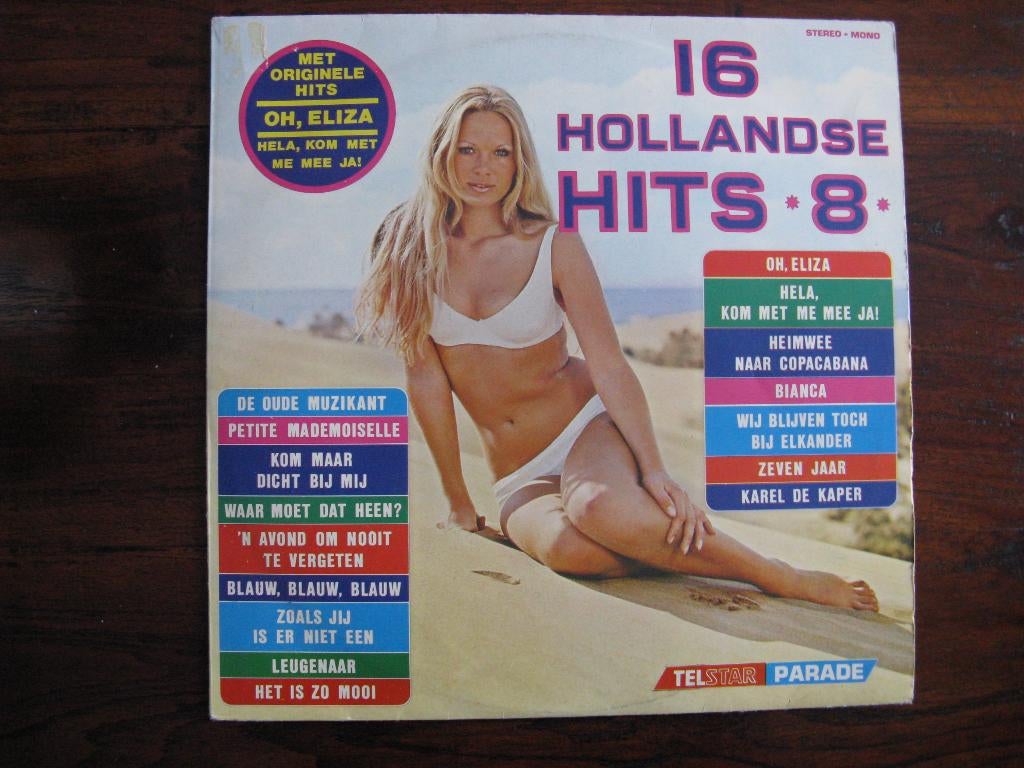 STEREO - MONO
MET
ORIGINELE
HITS
OH, ELIZA
HELA, KOM MET
ME MEE JA!
16
HOLLANDSE
HITS * 8 *
OH, ELIZA
HELA,
KOM MET ME MEE JA!
HEIMWEE
NAAR COPACABANA
BIANCA
WIJ BLIJVEN TOCH
BIJ ELKANDER
ZEVEN JAAR
KAREL DE KAPER
DE OUDE MUZIKANT
PETITE MADEMOISELLE
KOM MAAR
DICHT BIJ MIJ
WAAR MOET DAT HEEN?
'N AVOND OM NOOIT
TE VERGETEN
BLAUW, BLAUW, BLAUW
ZOALS JIJ
IS ER NIET EEN
LEUGENAAR
HET IS ZO MOOI
TELSTAR PARADE